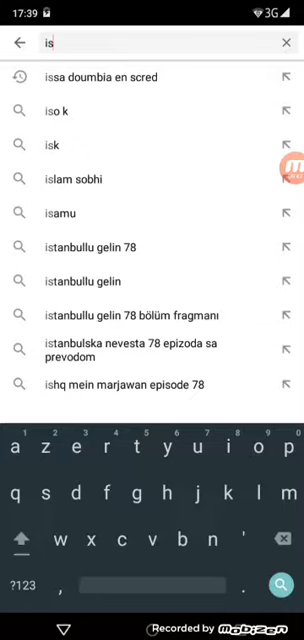 17:39 3G
is
issa doumbia en scred
iso k
isk
islam sobhi
isamu
istanbullu gelin 78
istanbullu gelin
istanbullu gelin 78 bölüm fragmanı
istanbulska nevesta 78 epizoda sa
prevodom
ishq mein marjawan episode 78
1 2 3 4 5 6 7 8 9 0
a z e r t y u i o p
q s d f g h j k l m
w x c v b n '
?123 , .
Recorded by mobizen